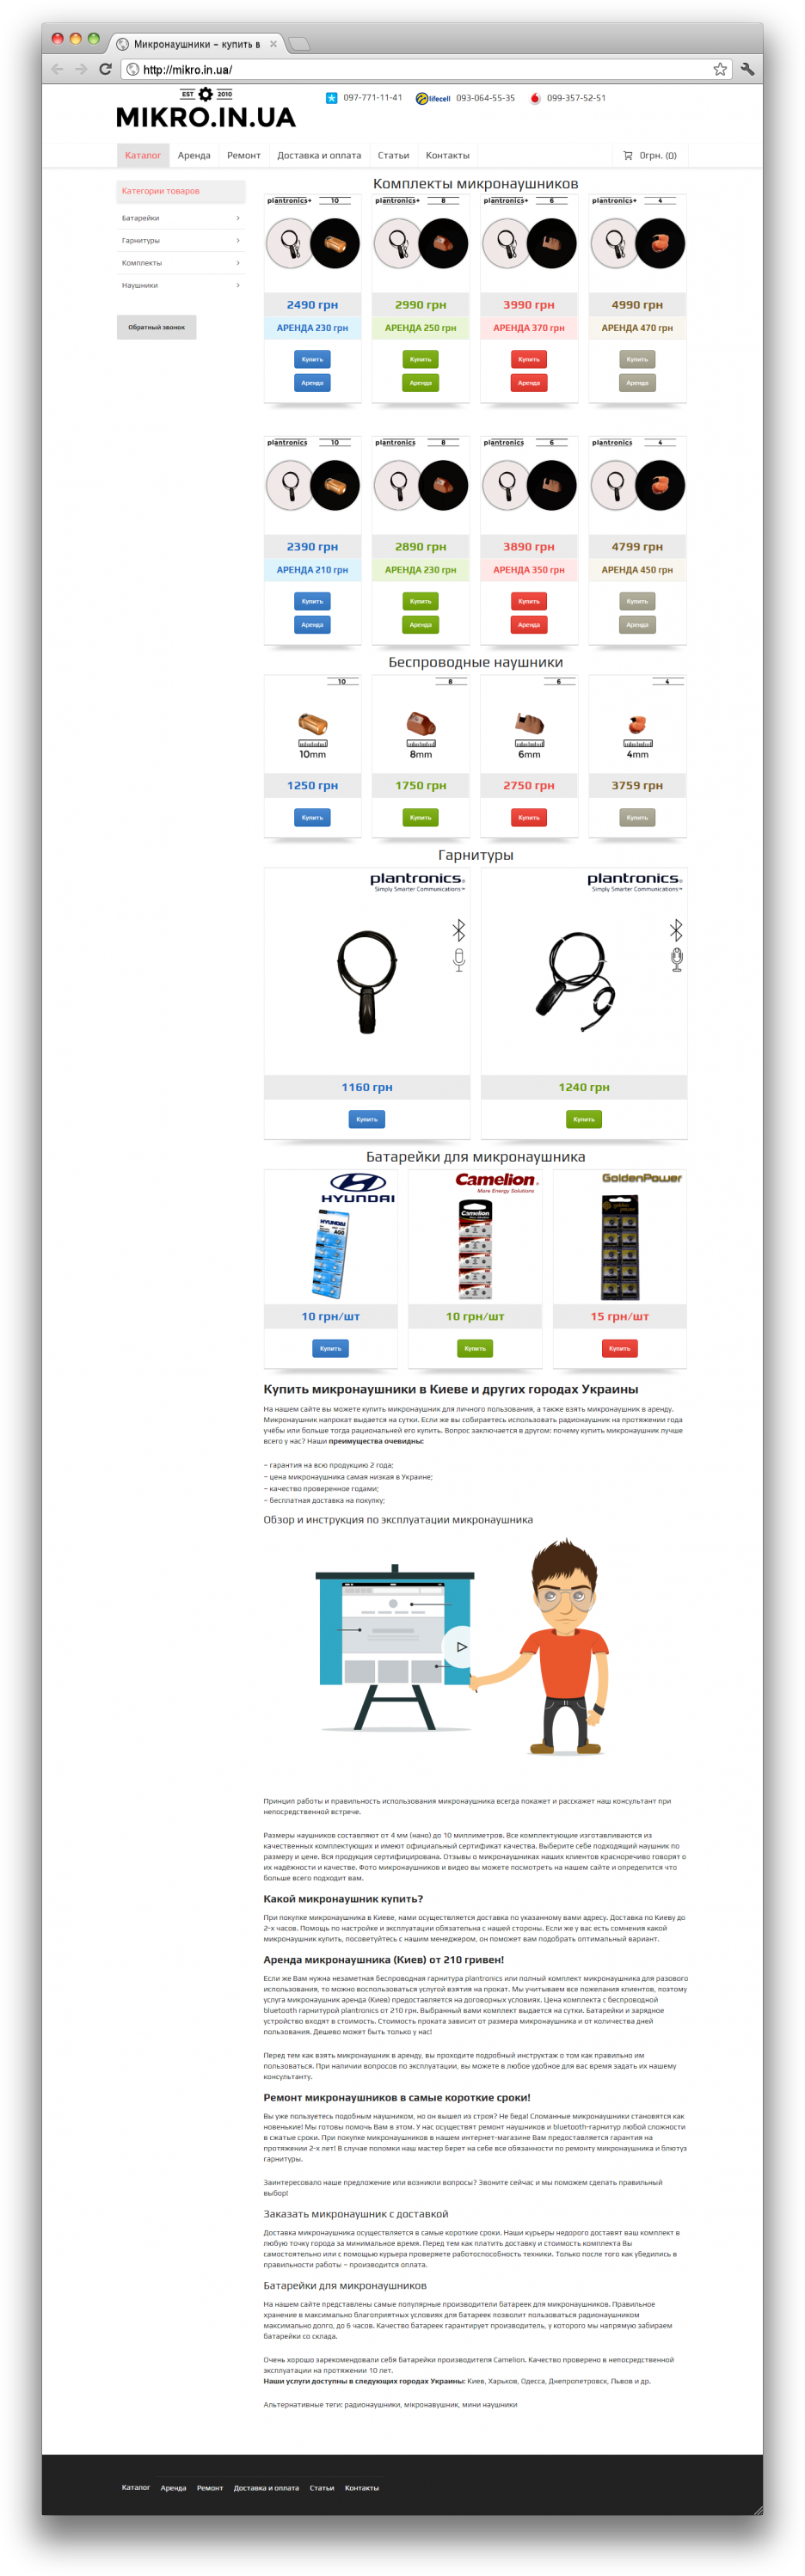 Микронаушники - купить в
http://mikro.in.ua/
EST 2010
MIKRO.IN.UA
097-771-11-41 lifecell 093-064-55-35 099-357-52-51
Каталог Аренда Ремонт Доставка и оплата Статьи Контакты 0грн. (0)
Категории товаров
Батарейки
Гарнитуры
Комплекты
Наушники
Обратный звонок
Комплекты микронаушников
plantronics+ 10 plantronics+ 8 plantronics+ 6 plantronics+ 4
2490 грн 2990 грн 3990 грн 4990 грн
АРЕНДА 230 грн АРЕНДА 250 грн АРЕНДА 370 грн АРЕНДА 470 грн
Купить Купить Купить Купить
Аренда Аренда Аренда Аренда
plantronics 10 plantronics 8 plantronics 6 plantronics 4
2390 грн 2890 грн 3890 грн 4799 грн
АРЕНДА 210 грн АРЕНДА 230 грн АРЕНДА 350 грн АРЕНДА 450 грн
Купить Купить Купить Купить
Аренда Аренда Аренда Аренда
Беспроводные наушники
10 8 6 4
10mm 8mm 6mm 4mm
1250 грн 1750 грн 2750 грн 3759 грн
Купить Купить Купить Купить
Гарнитуры
plantronics® plantronics®
Simply Smarter Communications™ Simply Smarter Communications™
1160 грн 1240 грн
Купить Купить
Батарейки для микронаушника
HYUNDAI Camelion® GoldenPower
More Energy Solutions
HYUNDAI Camelion
10 грн/шт 10 грн/шт 15 грн/шт
Купить Купить Купить
Купить микронаушники в Киеве и других городах Украины
На нашем сайте вы можете купить микронаушник для личного пользования, а также взять микронаушник в аренду.
Микронаушник напрокат выдается на сутки. Если же вы собираетесь использовать радионаушник на протяжении года
учёбы или больше тогда рациональней его купить. Вопрос заключается в другом: почему купить микронаушник лучше
всего у нас? Наши преимущества очевидны:
– гарантия на всю продукцию 2 года;
– цена микронаушника самая низкая в Украине;
– качество проверенное годами;
– бесплатная доставка на покупку;
Обзор и инструкция по эксплуатации микронаушника
Принцип работы и правильность использования микронаушника всегда покажет и расскажет наш консультант при
непосредственной встрече.
Размеры наушников составляют от 4 мм (нано) до 10 миллиметров. Все комплектующие изготавливаются из
качественных комплектующих и имеют официальный сертификат качества. Выберите себе подходящий наушник по
размеру и цене. Вся продукция сертифицирована. Отзывы о микронаушниках наших клиентов красноречиво говорят о
их надёжности и качестве. Фото микронаушников и видео вы можете посмотреть на нашем сайте и определится что
больше всего подходит вам.
Какой микронаушник купить?
При покупке микронаушника в Киеве, нами осуществляется доставка по указанному вами адресу. Доставка по Киеву до
2-х часов. Помощь по настройке и эксплуатации обязательна с нашей стороны. Если же у вас есть сомнения какой
микронаушник купить, посоветуйтесь с нашим менеджером, он поможет вам подобрать оптимальный вариант.
Аренда микронаушника (Киев) от 210 гривен!
Если же Вам нужна незаметная беспроводная гарнитура plantronics или полный комплект микронаушника для разового
использования, то можно воспользоваться услугой взятия на прокат. Мы учитываем все пожелания клиентов, поэтому
услуга микронаушник аренда (Киев) предоставляется на договорных условиях. Цена комплекта с беспроводной
bluetooth гарнитурой plantronics от 210 грн. Выбранный вами комплект выдается на сутки. Батарейки и зарядное
устройство входят в стоимость. Стоимость проката зависит от размера микронаушника и от количества дней
пользования. Дешево может быть только у нас!
Перед тем как взять микронаушник в аренду, вы проходите подробный инструктаж о том как правильно им
пользоваться. При наличии вопросов по эксплуатации, вы можете в любое удобное для вас время задать их нашему
консультанту.
Ремонт микронаушников в самые короткие сроки!
Вы уже пользуетесь подобным наушником, но он вышел из строя? Не беда! Сломанные микронаушники становятся как
новенькие! Мы готовы помочь Вам в этом. У нас осуществят ремонт наушников и bluetooth-гарнитур любой сложности
в сжатые сроки. При покупке микронаушников в нашем интернет-магазине Вам предоставляется гарантия на
протяжении 2-х лет! В случае поломки наш мастер берет на себе все обязанности по ремонту микронаушника и блютуз
гарнитуры.
Заинтересовало наше предложение или возникли вопросы? Звоните сейчас и мы поможем сделать правильный
выбор!
Заказать микронаушник с доставкой
Доставка микронаушника осуществляется в самые короткие сроки. Наши курьеры недорого доставят ваш комплект в
любую точку города за минимальное время. Перед тем как платить доставку и стоимость комплекта Вы
самостоятельно или с помощью курьера проверяете работоспособность техники. Только после того как убедились в
правильности работы – производится оплата.
Батарейки для микронаушников
На нашем сайте представлены самые популярные производители батареек для микронаушников. Правильное
хранение в максимально благоприятных условиях для батареек позволит пользоваться радионаушником
максимально долго, до 6 часов. Качество батареек гарантирует производитель, у которого мы напрямую забираем
батарейки со склада.
Очень хорошо зарекомендовали себя батарейки производителя Camelion. Качество проверено в непосредственной
эксплуатации на протяжении 10 лет.
Наши услуги доступны в следующих городах Украины: Киев, Харьков, Одесса, Днепропетровск, Львов и др.
Альтернативные теги: радионаушники, мікронавушник, мини наушники
Каталог Аренда Ремонт Доставка и оплата Статьи Контакты